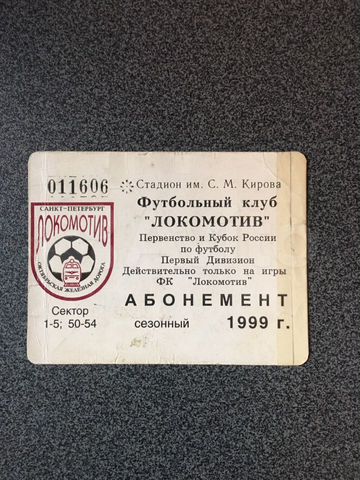 011606
Стадион им. С. М. Кирова
САНКТ-ПЕТЕРБУРГ
ЛОКОМОТИВ
ОКТЯБРЬСКАЯ ЖЕЛЕЗНАЯ ДОРОГА
Футбольный клуб
"ЛОКОМОТИВ"
Первенство и Кубок России
по футболу
Первый Дивизион
Действительно только на игры
ФК "Локомотив"
АБОНЕМЕНТ
Сектор
1-5; 50-54
сезонный 1999 г.